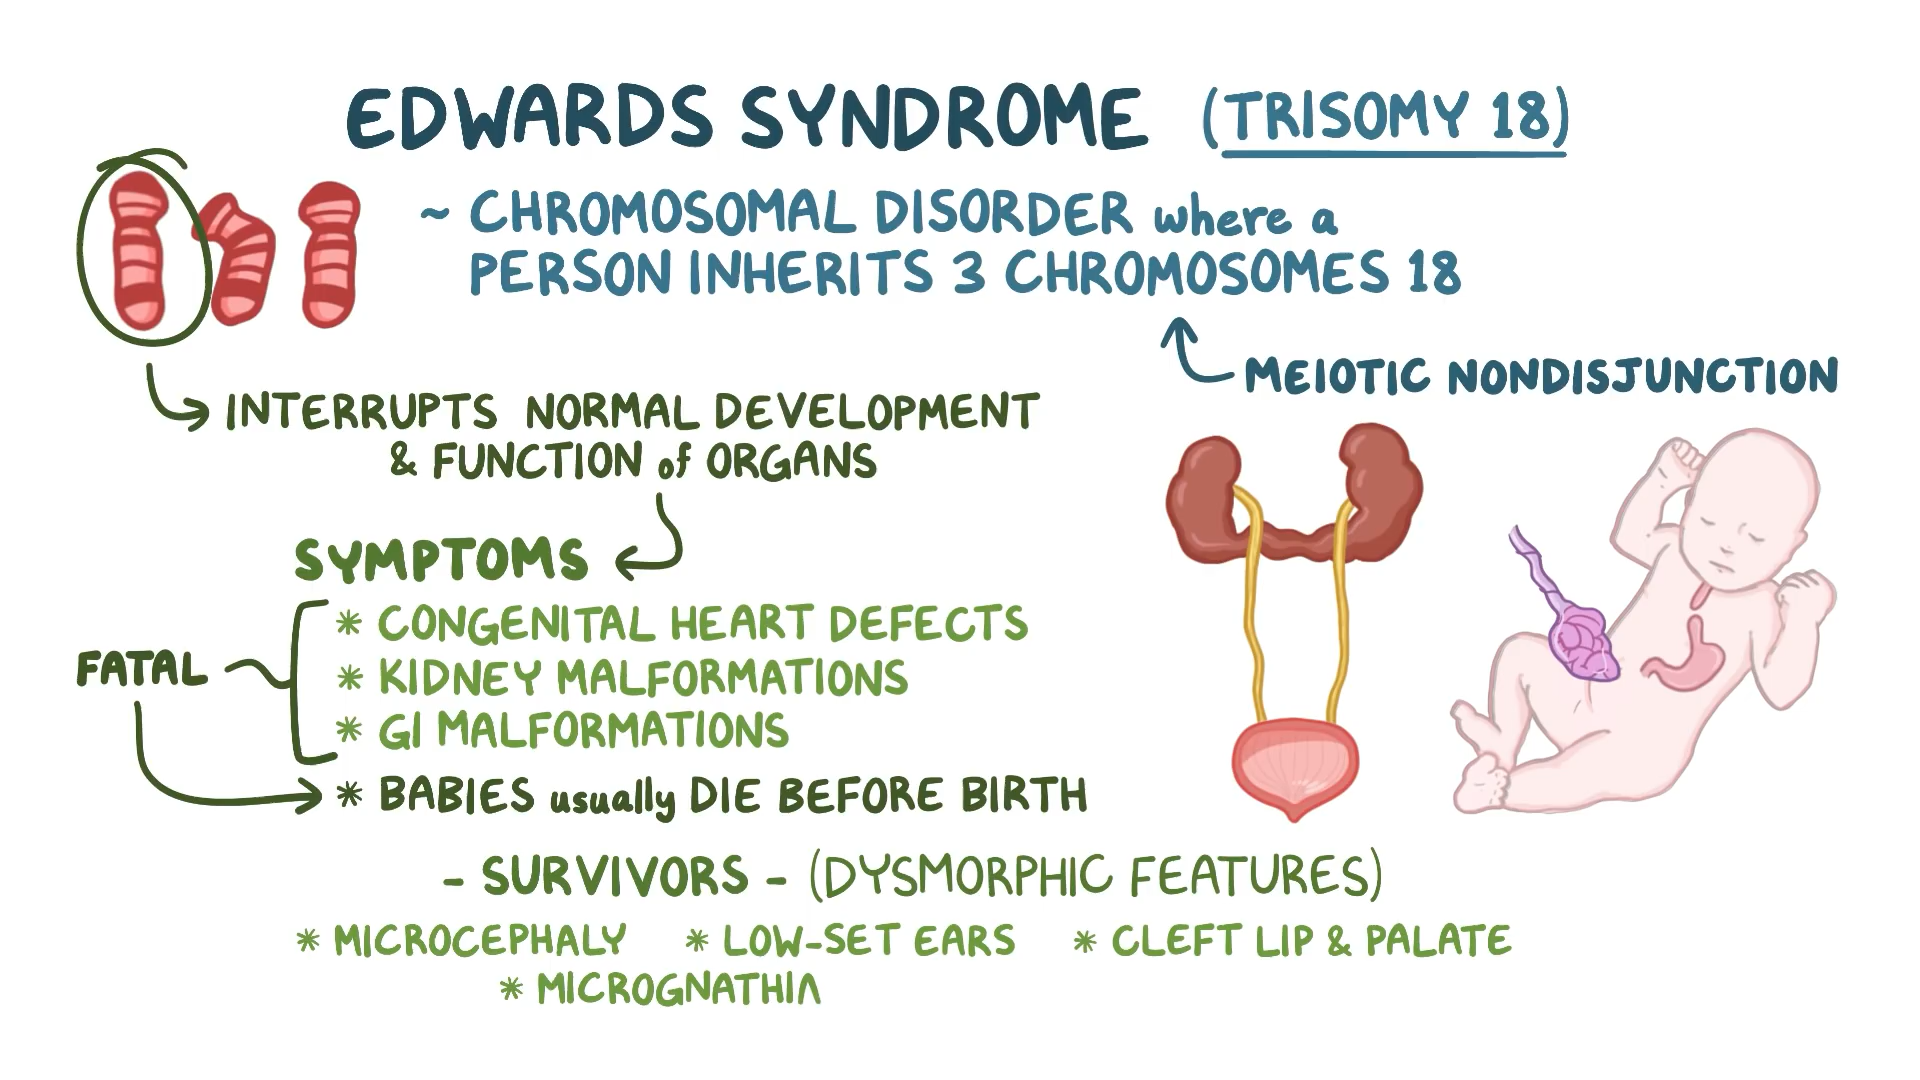 EDWARDS SYNDROME (TRISOMY 18)
~ CHROMOSOMAL DISORDER where a
PERSON INHERITS 3 CHROMOSOMES 18
MEIOTIC NONDISJUNCTION
INTERRUPTS NORMAL DEVELOPMENT
& FUNCTION of ORGANS
SYMPTOMS
* CONGENITAL HEART DEFECTS
FATAL
* KIDNEY MALFORMATIONS
* GI MALFORMATIONS
* BABIES usually DIE BEFORE BIRTH
- SURVIVORS - (DYSMORPHIC FEATURES)
* MICROCEPHALY * LOW-SET EARS * CLEFT LIP & PALATE
* MICROGNATHIA